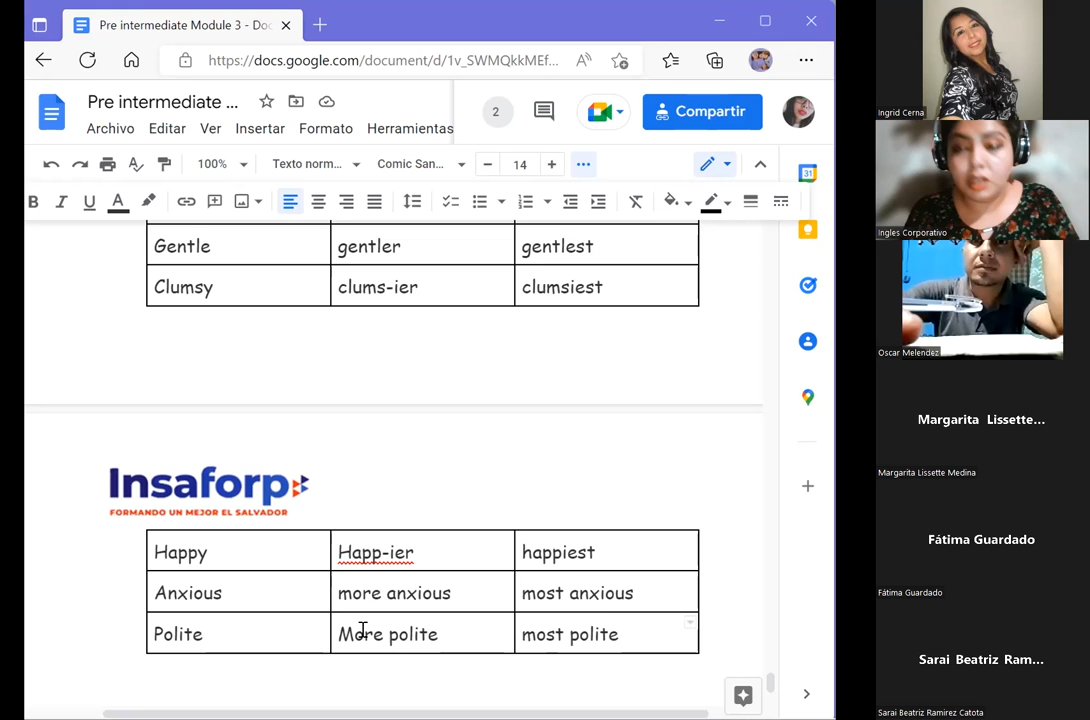 Pre intermediate Module 3 - Doc
https://docs.google.com/document/d/1v_SWMQkkMEf...
Pre intermediate ...
2
Compartir
Archivo Editar Ver Insertar Formato Herramientas
100% Texto norm... Comic San... 14
31
Gentle gentler gentlest
Clumsy clums-ier clumsiest
Insaforp
FORMANDO UN MEJOR EL SALVADOR
Happy Happ-ier happiest
Anxious more anxious most anxious
Polite More polite most polite
Ingrid Cerna
Ingles Corporativo
Oscar Melendez
Margarita Lissette...
Margarita Lissette Medina
Fátima Guardado
Fátima Guardado
Sarai Beatriz Ram...
Sarai Beatriz Ramirez Catota